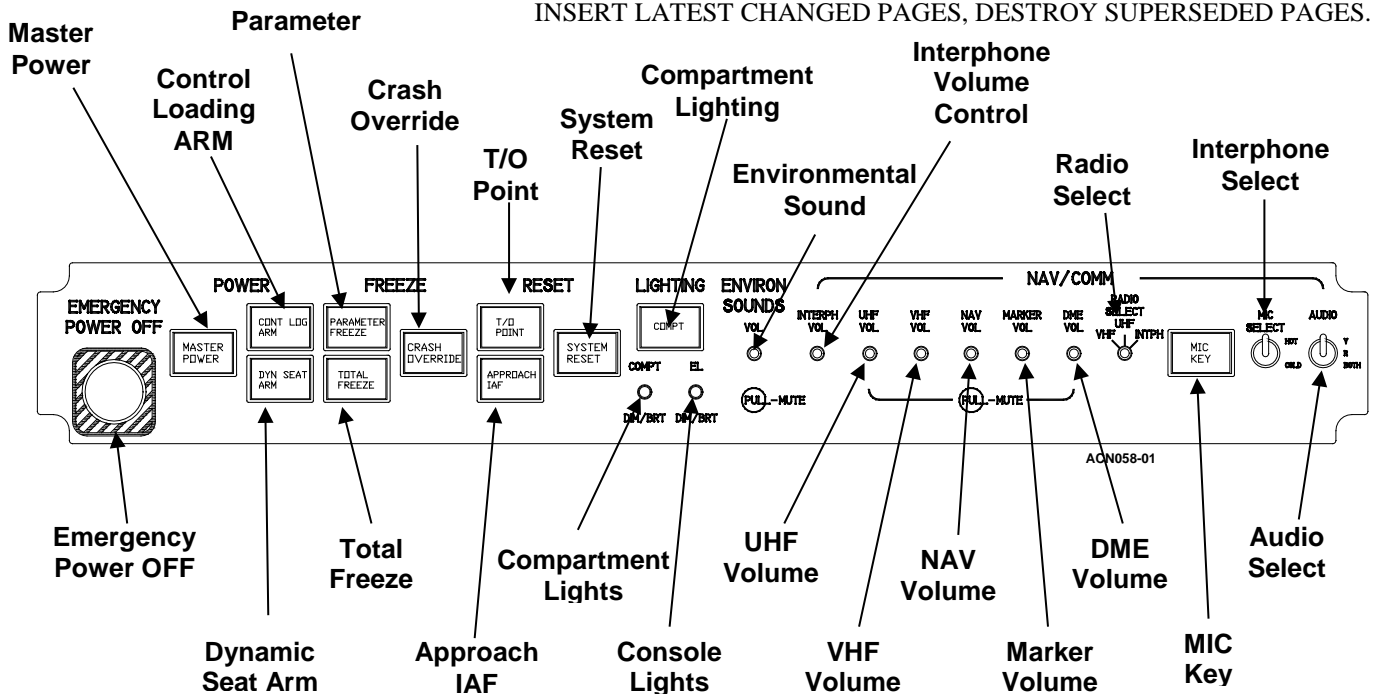 INSERT LATEST CHANGED PAGES, DESTROY SUPERSEDED PAGES.
Master
Power
Parameter
Control
Loading
ARM
Crash
Override
T/O
Point
System
Reset
Compartment
Lighting
Environmental
Sound
Interphone
Volume
Control
Radio
Select
Interphone
Select
EMERGENCY
POWER OFF
POWER
FREEZE
RESET
LIGHTING
ENVIRON
SOUNDS
NAV/COMM
MASTER
POWER
CONT LOG
ARM
DYN SEAT
ARM
PARAMETER
FREEZE
TOTAL
FREEZE
CRASH
OVERRIDE
T/O
POINT
APPROACH
IAF
SYSTEM
RESET
COMPT
COMPT
DIM/BRT
EL
DIM/BRT
VOL
PULL-MUTE
INTERPH
VOL
UHF
VOL
VHF
VOL
NAV
VOL
MARKER
VOL
DME
VOL
PULL-MUTE
RADIO
SELECT
UHF
VHF
INTPH
MIC
KEY
MIC
SELECT
HOT
COLD
AUDIO
V
BOTH
ACN058-01
Emergency
Power OFF
Dynamic
Seat Arm
Total
Freeze
Approach
IAF
Compartment
Lights
Console
Lights
UHF
Volume
VHF
Volume
NAV
Volume
Marker
Volume
DME
Volume
MIC
Key
Audio
Select